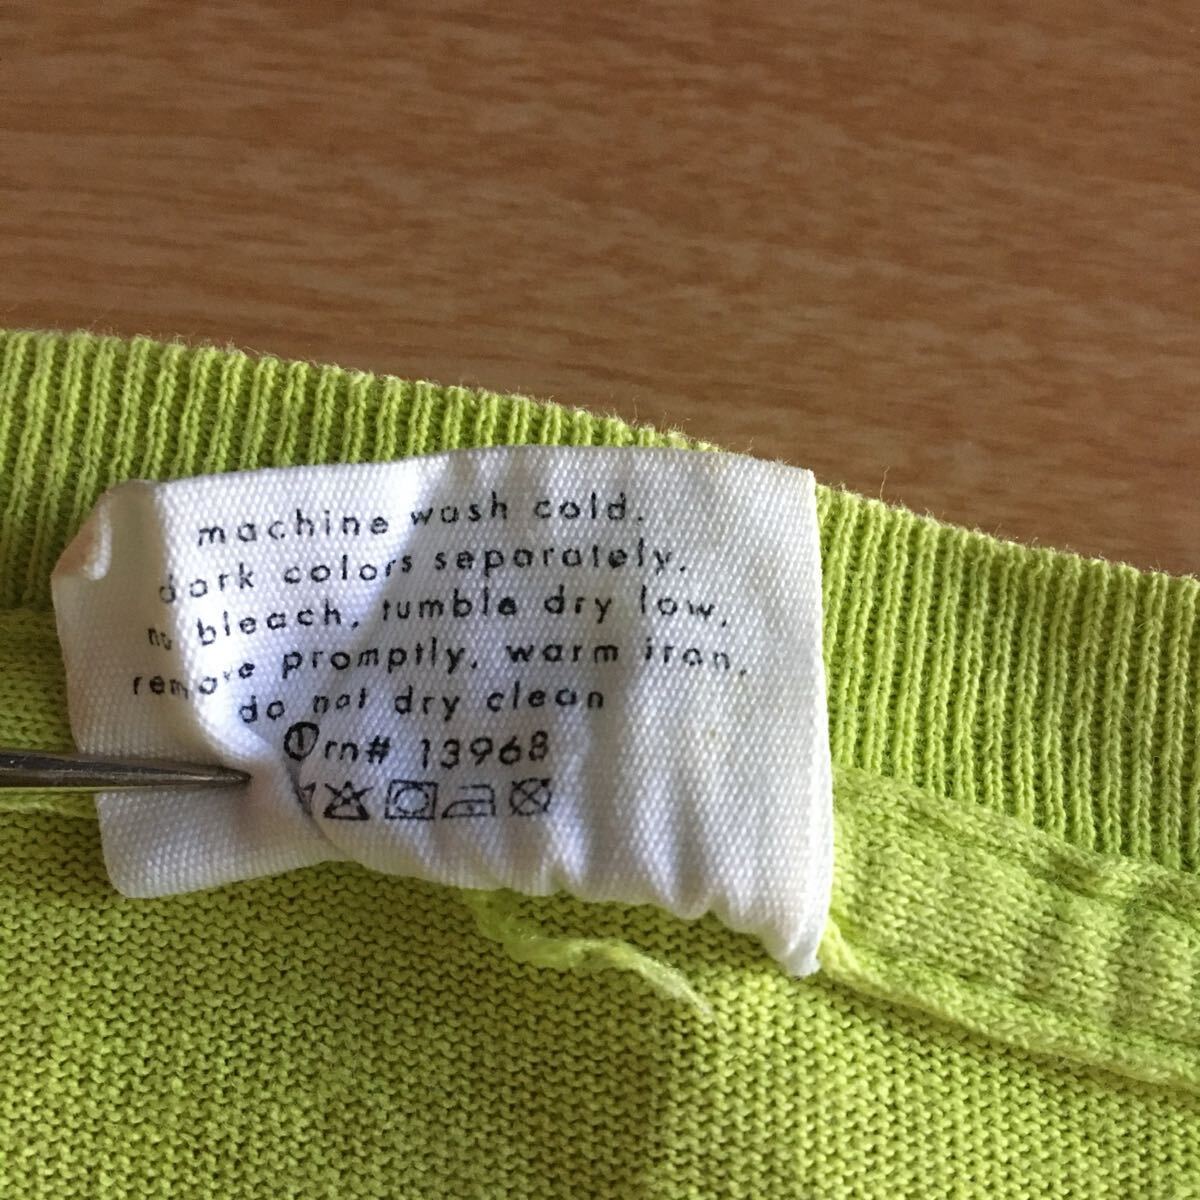 machine wash cold.
dark colors separately.
no bleach. tumble dry low.
remove promptly. warm iron.
do not dry clean
rn# 13968